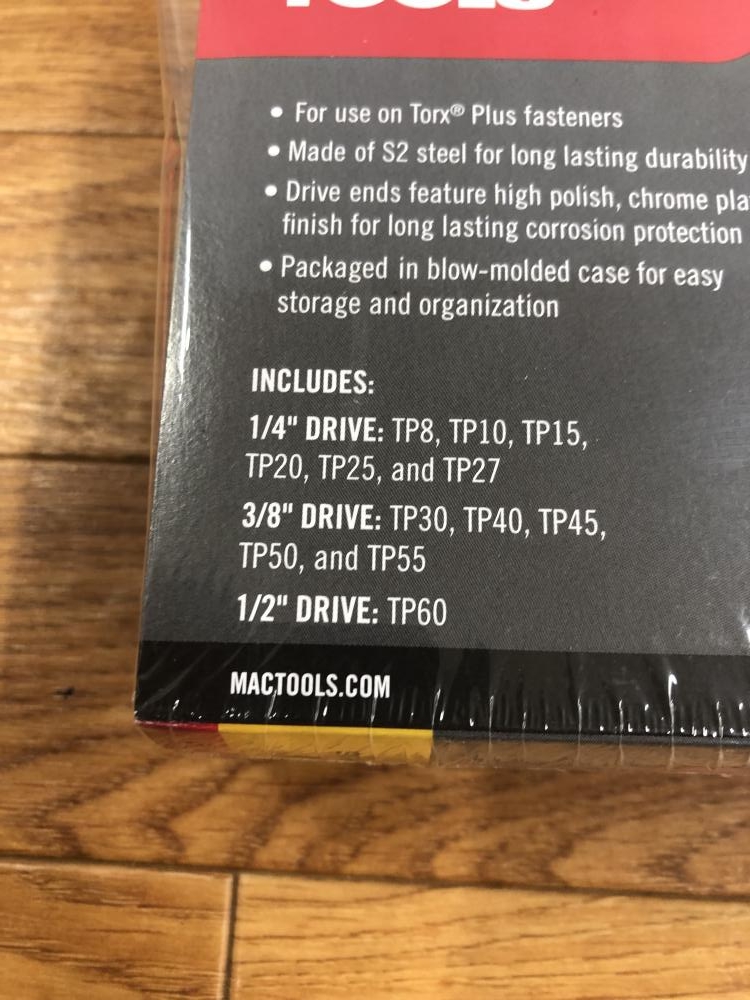 TOOLS
• For use on Torx® Plus fasteners
• Made of S2 steel for long lasting durability
• Drive ends feature high polish, chrome pla
finish for long lasting corrosion protection
• Packaged in blow-molded case for easy
storage and organization
INCLUDES:
1/4" DRIVE: TP8, TP10, TP15,
TP20, TP25, and TP27
3/8" DRIVE: TP30, TP40, TP45,
TP50, and TP55
1/2" DRIVE: TP60
MACTOOLS.COM